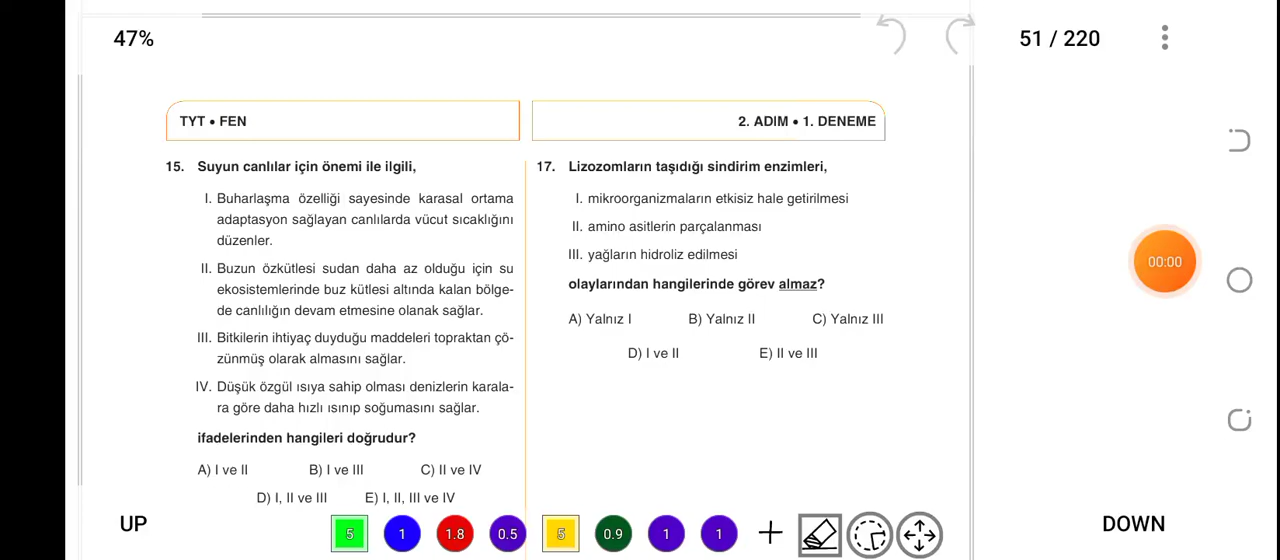 47%
51 / 220
TYT • FEN
2. ADIM • 1. DENEME
15. Suyun canlılar için önemi ile ilgili,
I. Buharlaşma özelliği sayesinde karasal ortama
adaptasyon sağlayan canlılarda vücut sıcaklığını
düzenler.
II. Buzun özkütlesi sudan daha az olduğu için su
ekosistemlerinde buz kütlesi altında kalan bölge-
de canlılığın devam etmesine olanak sağlar.
III. Bitkilerin ihtiyaç duyduğu maddeleri topraktan çö-
zünmüş olarak almasını sağlar.
IV. Düşük özgül ısıya sahip olması denizlerin karala-
ra göre daha hızlı ısınıp soğumasını sağlar.
ifadelerinden hangileri doğrudur?
A) I ve II B) I ve III C) II ve IV
D) I, II ve III E) I, II, III ve IV
17. Lizozomların taşıdığı sindirim enzimleri,
I. mikroorganizmaların etkisiz hale getirilmesi
II. amino asitlerin parçalanması
III. yağların hidroliz edilmesi
olaylarından hangilerinde görev almaz?
A) Yalnız I B) Yalnız II C) Yalnız III
D) I ve II E) II ve III
00:00
UP
5 1 1.8 0.5 5 0.9 1 1
DOWN